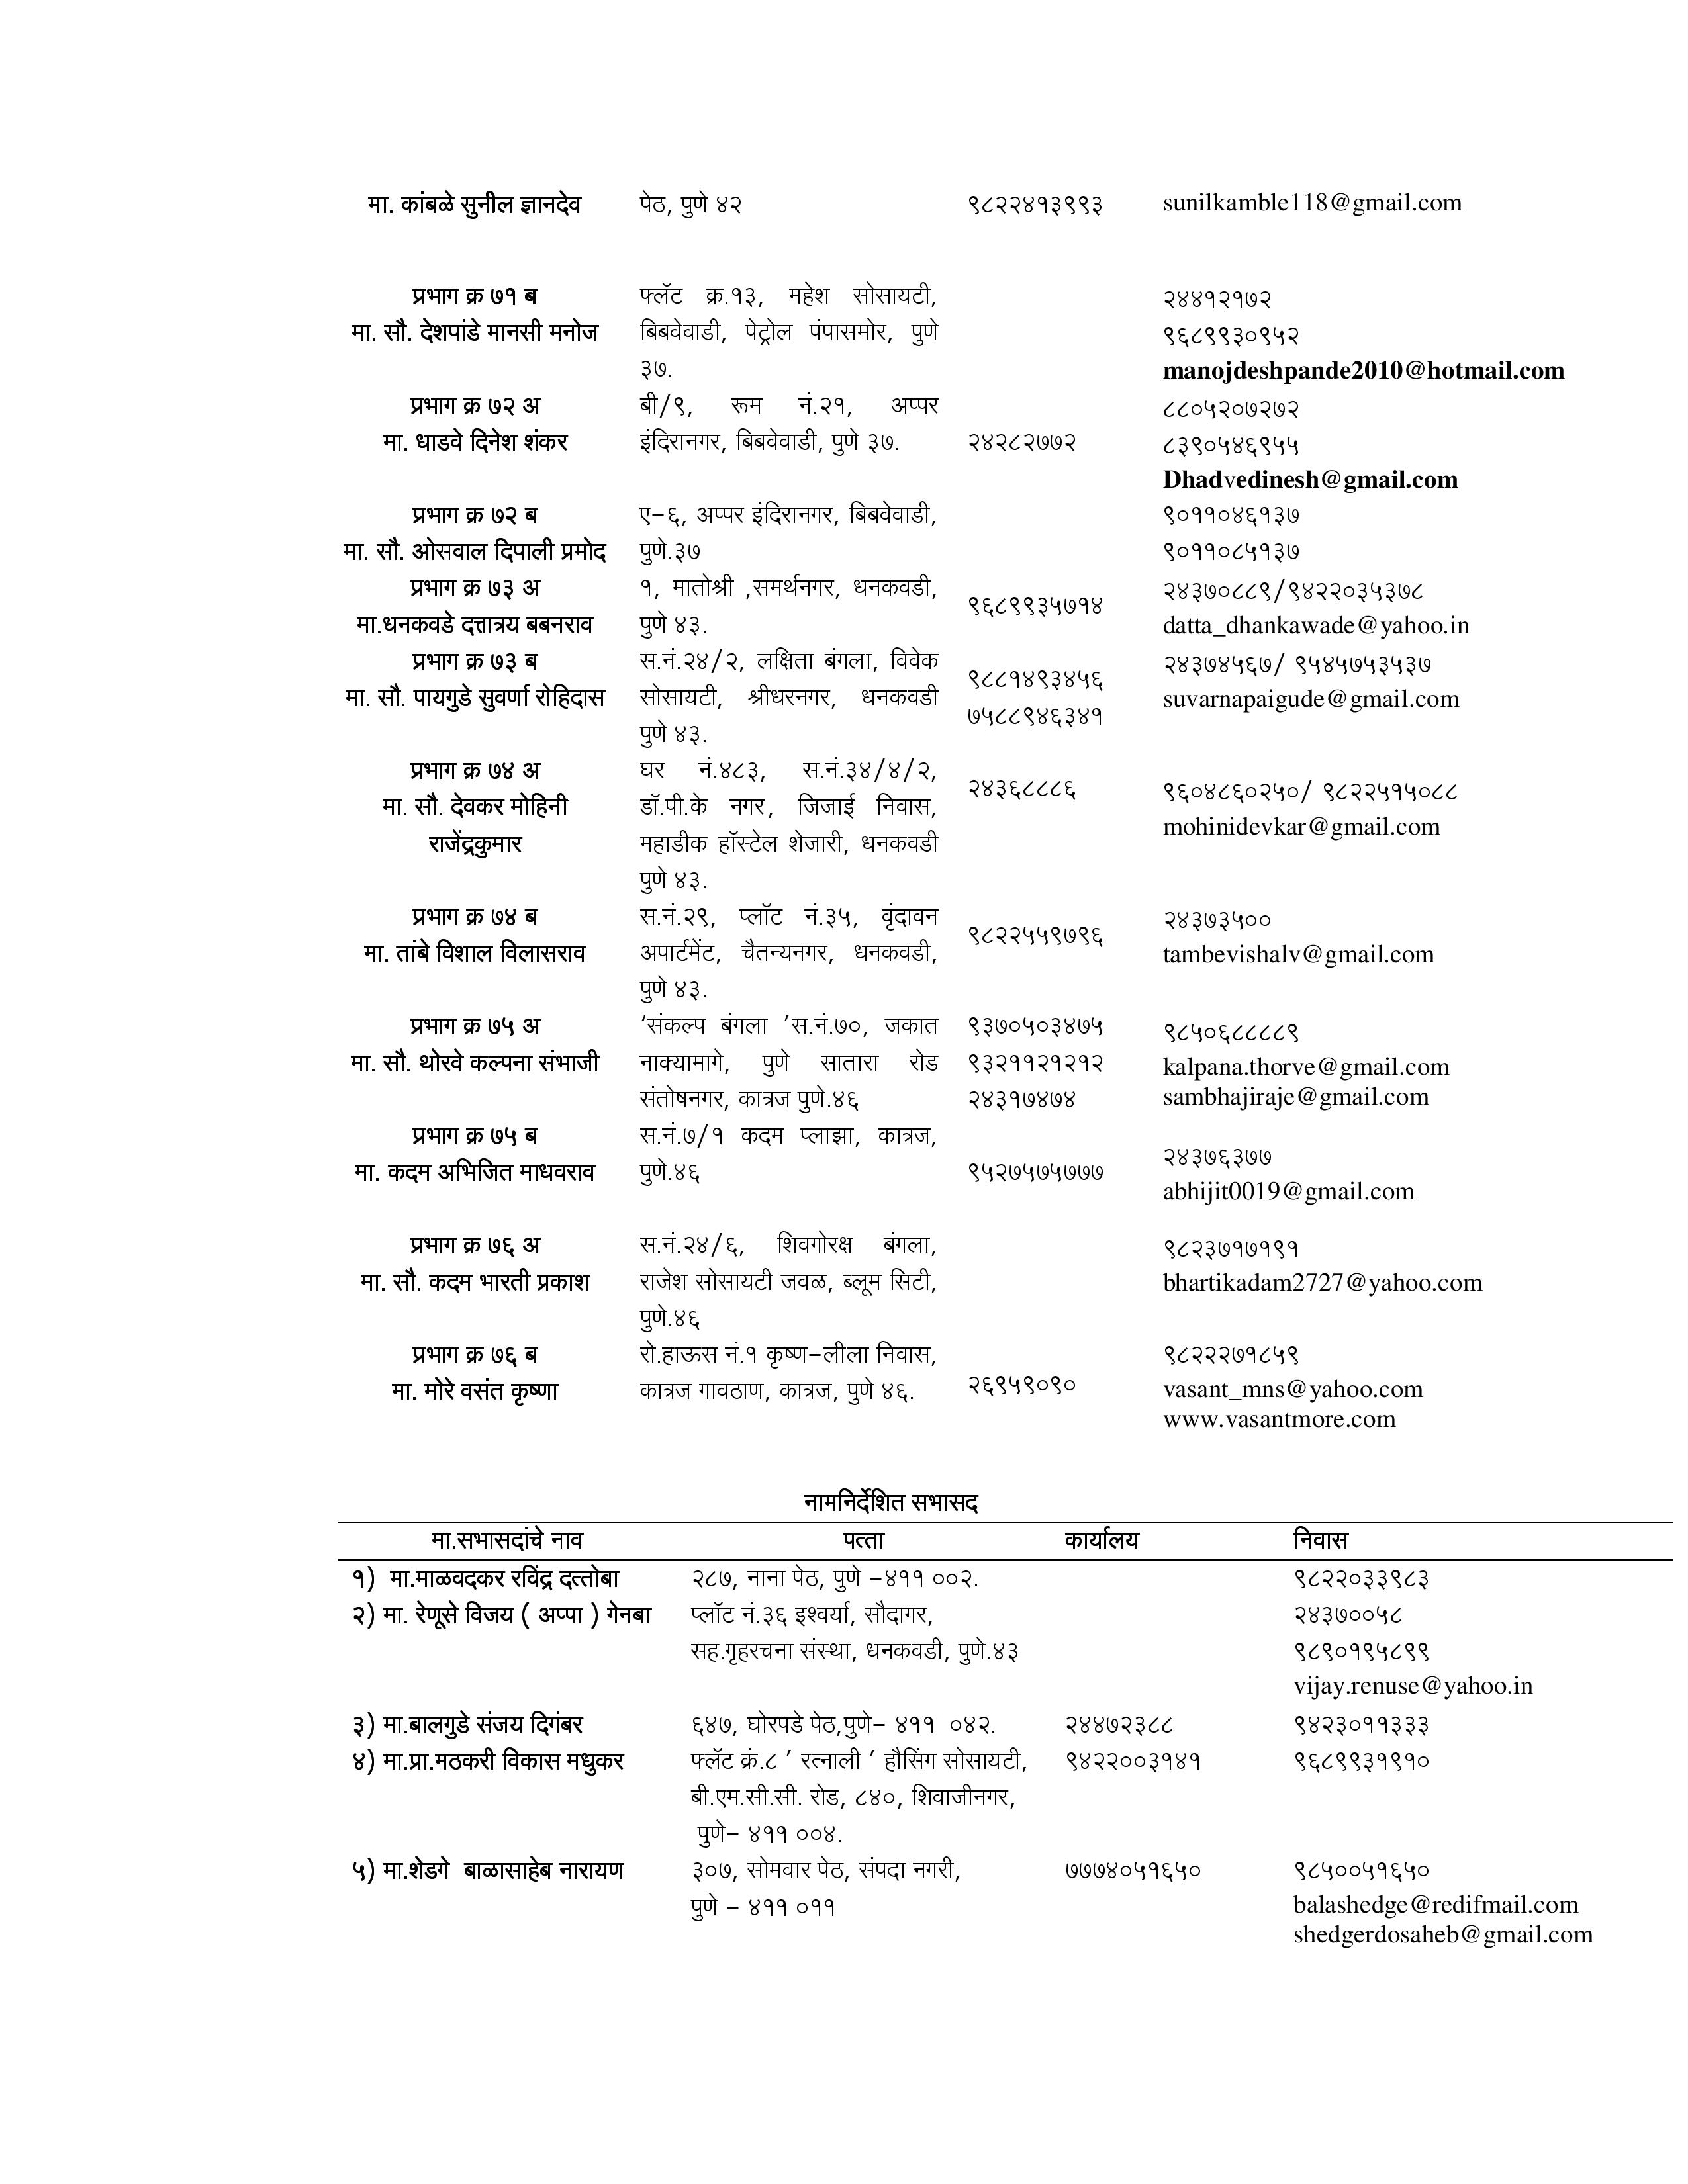 मा. कांबळे सुनील ज्ञानदेव पेठ, पुणे ४२ ९८२२४१३९९३ sunilkamble118@gmail.com
प्रभाग क्र ७१ ब फ्लॅट क्र.१३, महेश सोसायटी, २४४१२१७२
मा. सौ. देशपांडे मानसी मनोज बिबवेवाडी, पेट्रोल पंपासमोर, पुणे ९६८९९३०९५२
३७. manojdeshpande2010@hotmail.com
प्रभाग क्र ७२ अ बी/९, रूम नं.२१, अप्पर ८८०५२०७२७२
मा. धाडवे दिनेश शंकर इंदिरानगर, बिबवेवाडी, पुणे ३७. २४२८२७७२ ८३९०५४६९५५
Dhadvedinesh@gmail.com
प्रभाग क्र ७२ ब ए-६, अप्पर इंदिरानगर, बिबवेवाडी, ९०११०४६१३७
मा. सौ. ओसवाल दिपाली प्रमोद पुणे.३७ ९०११०८५१३७
प्रभाग क्र ७३ अ १, मातोश्री ,समर्थनगर, धनकवडी, ९६८९९३५७१४ २४३७०८८९/९४२२०३५३७८
मा.धनकवडे दत्तात्रय बबनराव पुणे ४३. datta_dhankawade@yahoo.in
प्रभाग क्र ७३ ब स.नं.२४/२, लक्षिता बंगला, विवेक ९८८१४९३४५६ २४३७४५६७/ ९५४५७५३५३७
मा. सौ. पायगुडे सुवर्णा रोहिदास सोसायटी, श्रीधरनगर, धनकवडी ७५८८९४६३४१ suvarnapaigude@gmail.com
पुणे ४३.
प्रभाग क्र ७४ अ घर नं.४८३, स.नं.३४/४/२, २४३६८८८६ ९६०४८६०२५०/ ९८२२५१५०८८
मा. सौ. देवकर मोहिनी डॉ.पी.के नगर, जिजाई निवास, mohinidevkar@gmail.com
राजेंद्रकुमार महाडीक हॉस्टेल शेजारी, धनकवडी
पुणे ४३.
प्रभाग क्र ७४ ब स.नं.२९, प्लॉट नं.३५, वृंदावन ९८२२५५९७९६ २४३७३५००
मा. तांबे विशाल विलासराव अपार्टमेंट, चैतन्यनगर, धनकवडी, tambevishalv@gmail.com
पुणे ४३.
प्रभाग क्र ७५ अ ‘संकल्प बंगला ’स.नं.७०, जकात ९३७०५०३४७५ ९८५०६८८८८९
मा. सौ. थोरवे कल्पना संभाजी नाक्यामागे, पुणे सातारा रोड ९३२११२१२१२ kalpana.thorve@gmail.com
संतोषनगर, कात्रज पुणे.४६ २४३१७४७४ sambhajiraje@gmail.com
प्रभाग क्र ७५ ब स.नं.७/१ कदम प्लाझा, कात्रज, २४३७६३७७
मा. कदम अभिजित माधवराव पुणे.४६ ९५२७५७५७७७ abhijit0019@gmail.com
प्रभाग क्र ७६ अ स.नं.२४/६, शिवगोरक्ष बंगला, ९८२३७१७१९१
मा. सौ. कदम भारती प्रकाश राजेश सोसायटी जवळ, ब्लूम सिटी, bhartikadam2727@yahoo.com
पुणे.४६
प्रभाग क्र ७६ ब रो.हाऊस नं.१ कृष्ण-लीला निवास, ९८२२२७१८५९
मा. मोरे वसंत कृष्णा कात्रज गावठाण, कात्रज, पुणे ४६. २६९५९०९० vasant_mns@yahoo.com
www.vasantmore.com
नामनिर्देशित सभासद
मा.सभासदांचे नाव पत्ता कार्यालय निवास
१) मा.माळवदकर रविंद्र दत्तोबा २८७, नाना पेठ, पुणे -४११ ००२. ९८२२०३३९८३
२) मा. रेणूसे विजय ( अप्पा ) गेनबा प्लॉट नं.३६ इश्वर्या, सौदागर, २४३७००५८
सह.गृहरचना संस्था, धनकवडी, पुणे.४३ ९८९०१९५८९९
vijay.renuse@yahoo.in
३) मा.बालगुडे संजय दिगंबर ६४७, घोरपडे पेठ,पुणे- ४११ ०४२. २४४७२३८८ ९४२३०११३३३
४) मा.प्रा.मठकरी विकास मधुकर फ्लॅट क्रं.८ ’ रत्नाली ’ हौसिंग सोसायटी, ९४२२००३१४१ ९६८९९३१९१०
बी.एम.सी.सी. रोड, ८४०, शिवाजीनगर,
पुणे- ४११ ००४.
५) मा.शेडगे बाळासाहेब नारायण ३०७, सोमवार पेठ, संपदा नगरी, ७७७४०५१६५० ९८५००५१६५०
पुणे - ४११ ०११ balashedge@redifmail.com
shedgerdosaheb@gmail.com